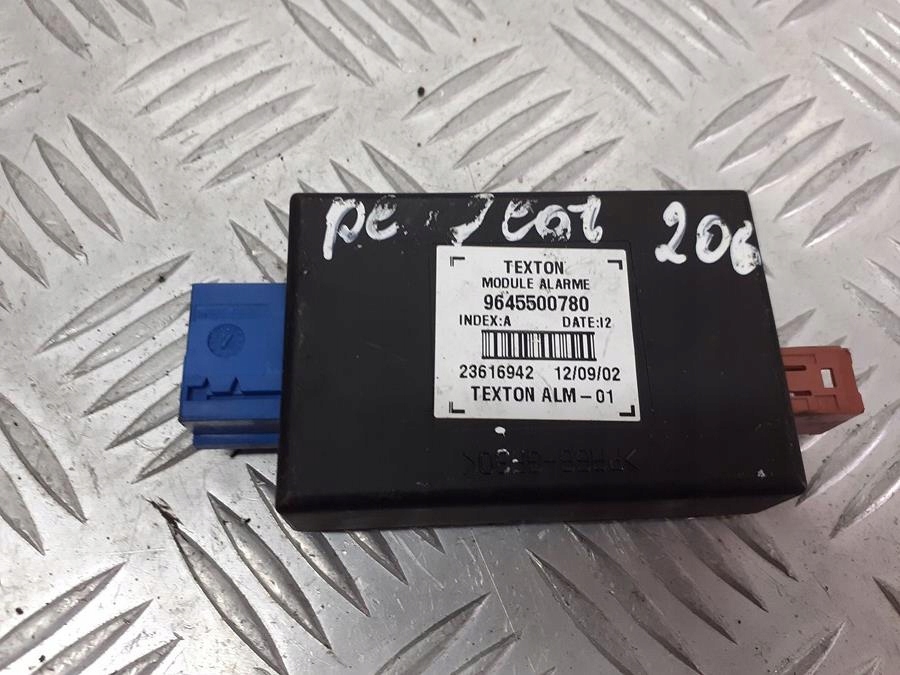 206
TEXTON
MODULE ALARME
9645500780
INDEX:A DATE:12
23616942 12/09/02
TEXTON ALM-01